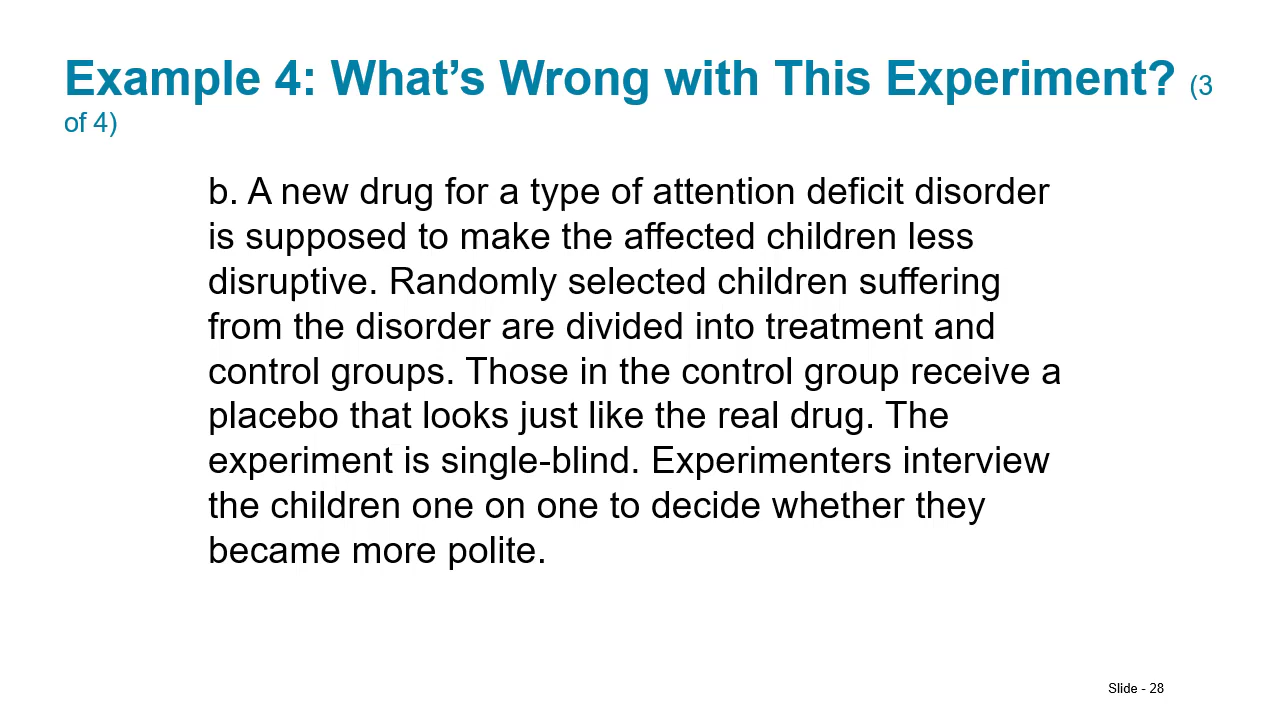 Example 4: What’s Wrong with This Experiment? (3
of 4)
b. A new drug for a type of attention deficit disorder
is supposed to make the affected children less
disruptive. Randomly selected children suffering
from the disorder are divided into treatment and
control groups. Those in the control group receive a
placebo that looks just like the real drug. The
experiment is single-blind. Experimenters interview
the children one on one to decide whether they
became more polite.
Slide - 28